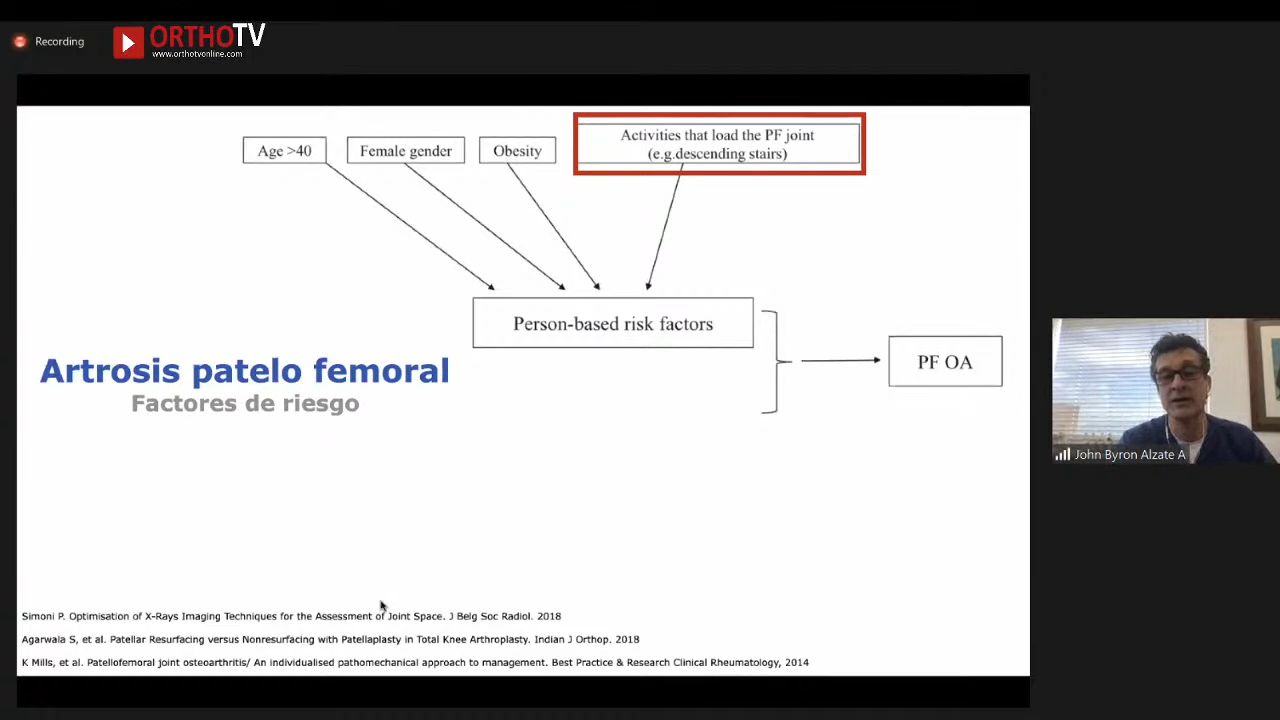 Recording
ORTHOTV
www.orthotvonline.com
Age >40
Female gender
Obesity
Activities that load the PF joint
(e.g.descending stairs)
Person-based risk factors
PF OA
Artrosis patelo femoral
Factores de riesgo
John Byron Alzate A
Simoni P. Optimisation of X-Rays Imaging Techniques for the Assessment of Joint Space. J Belg Soc Radiol. 2018
Agarwala S, et al. Patellar Resurfacing versus Nonresurfacing with Patellaplasty in Total Knee Arthroplasty. Indian J Orthop. 2018
K Mills, et al. Patellofemoral joint osteoarthritis/ An individualised pathomechanical approach to management. Best Practice & Research Clinical Rheumatology, 2014